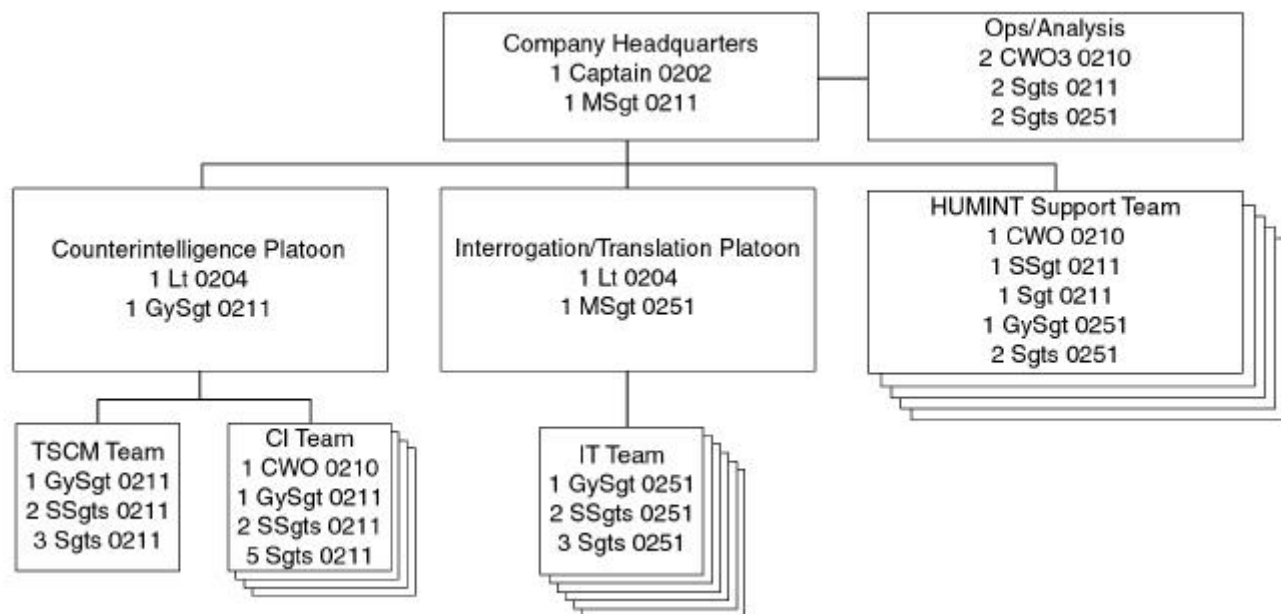 Company Headquarters
1 Captain 0202
1 MSgt 0211
Ops/Analysis
2 CWO3 0210
2 Sgts 0211
2 Sgts 0251
Counterintelligence Platoon
1 Lt 0204
1 GySgt 0211
Interrogation/Translation Platoon
1 Lt 0204
1 MSgt 0251
HUMINT Support Team
1 CWO 0210
1 SSgt 0211
1 Sgt 0211
1 GySgt 0251
2 Sgts 0251
TSCM Team
1 GySgt 0211
2 SSgts 0211
3 Sgts 0211
CI Team
1 CWO 0210
1 GySgt 0211
2 SSgts 0211
5 Sgts 0211
IT Team
1 GySgt 0251
2 SSgts 0251
3 Sgts 0251